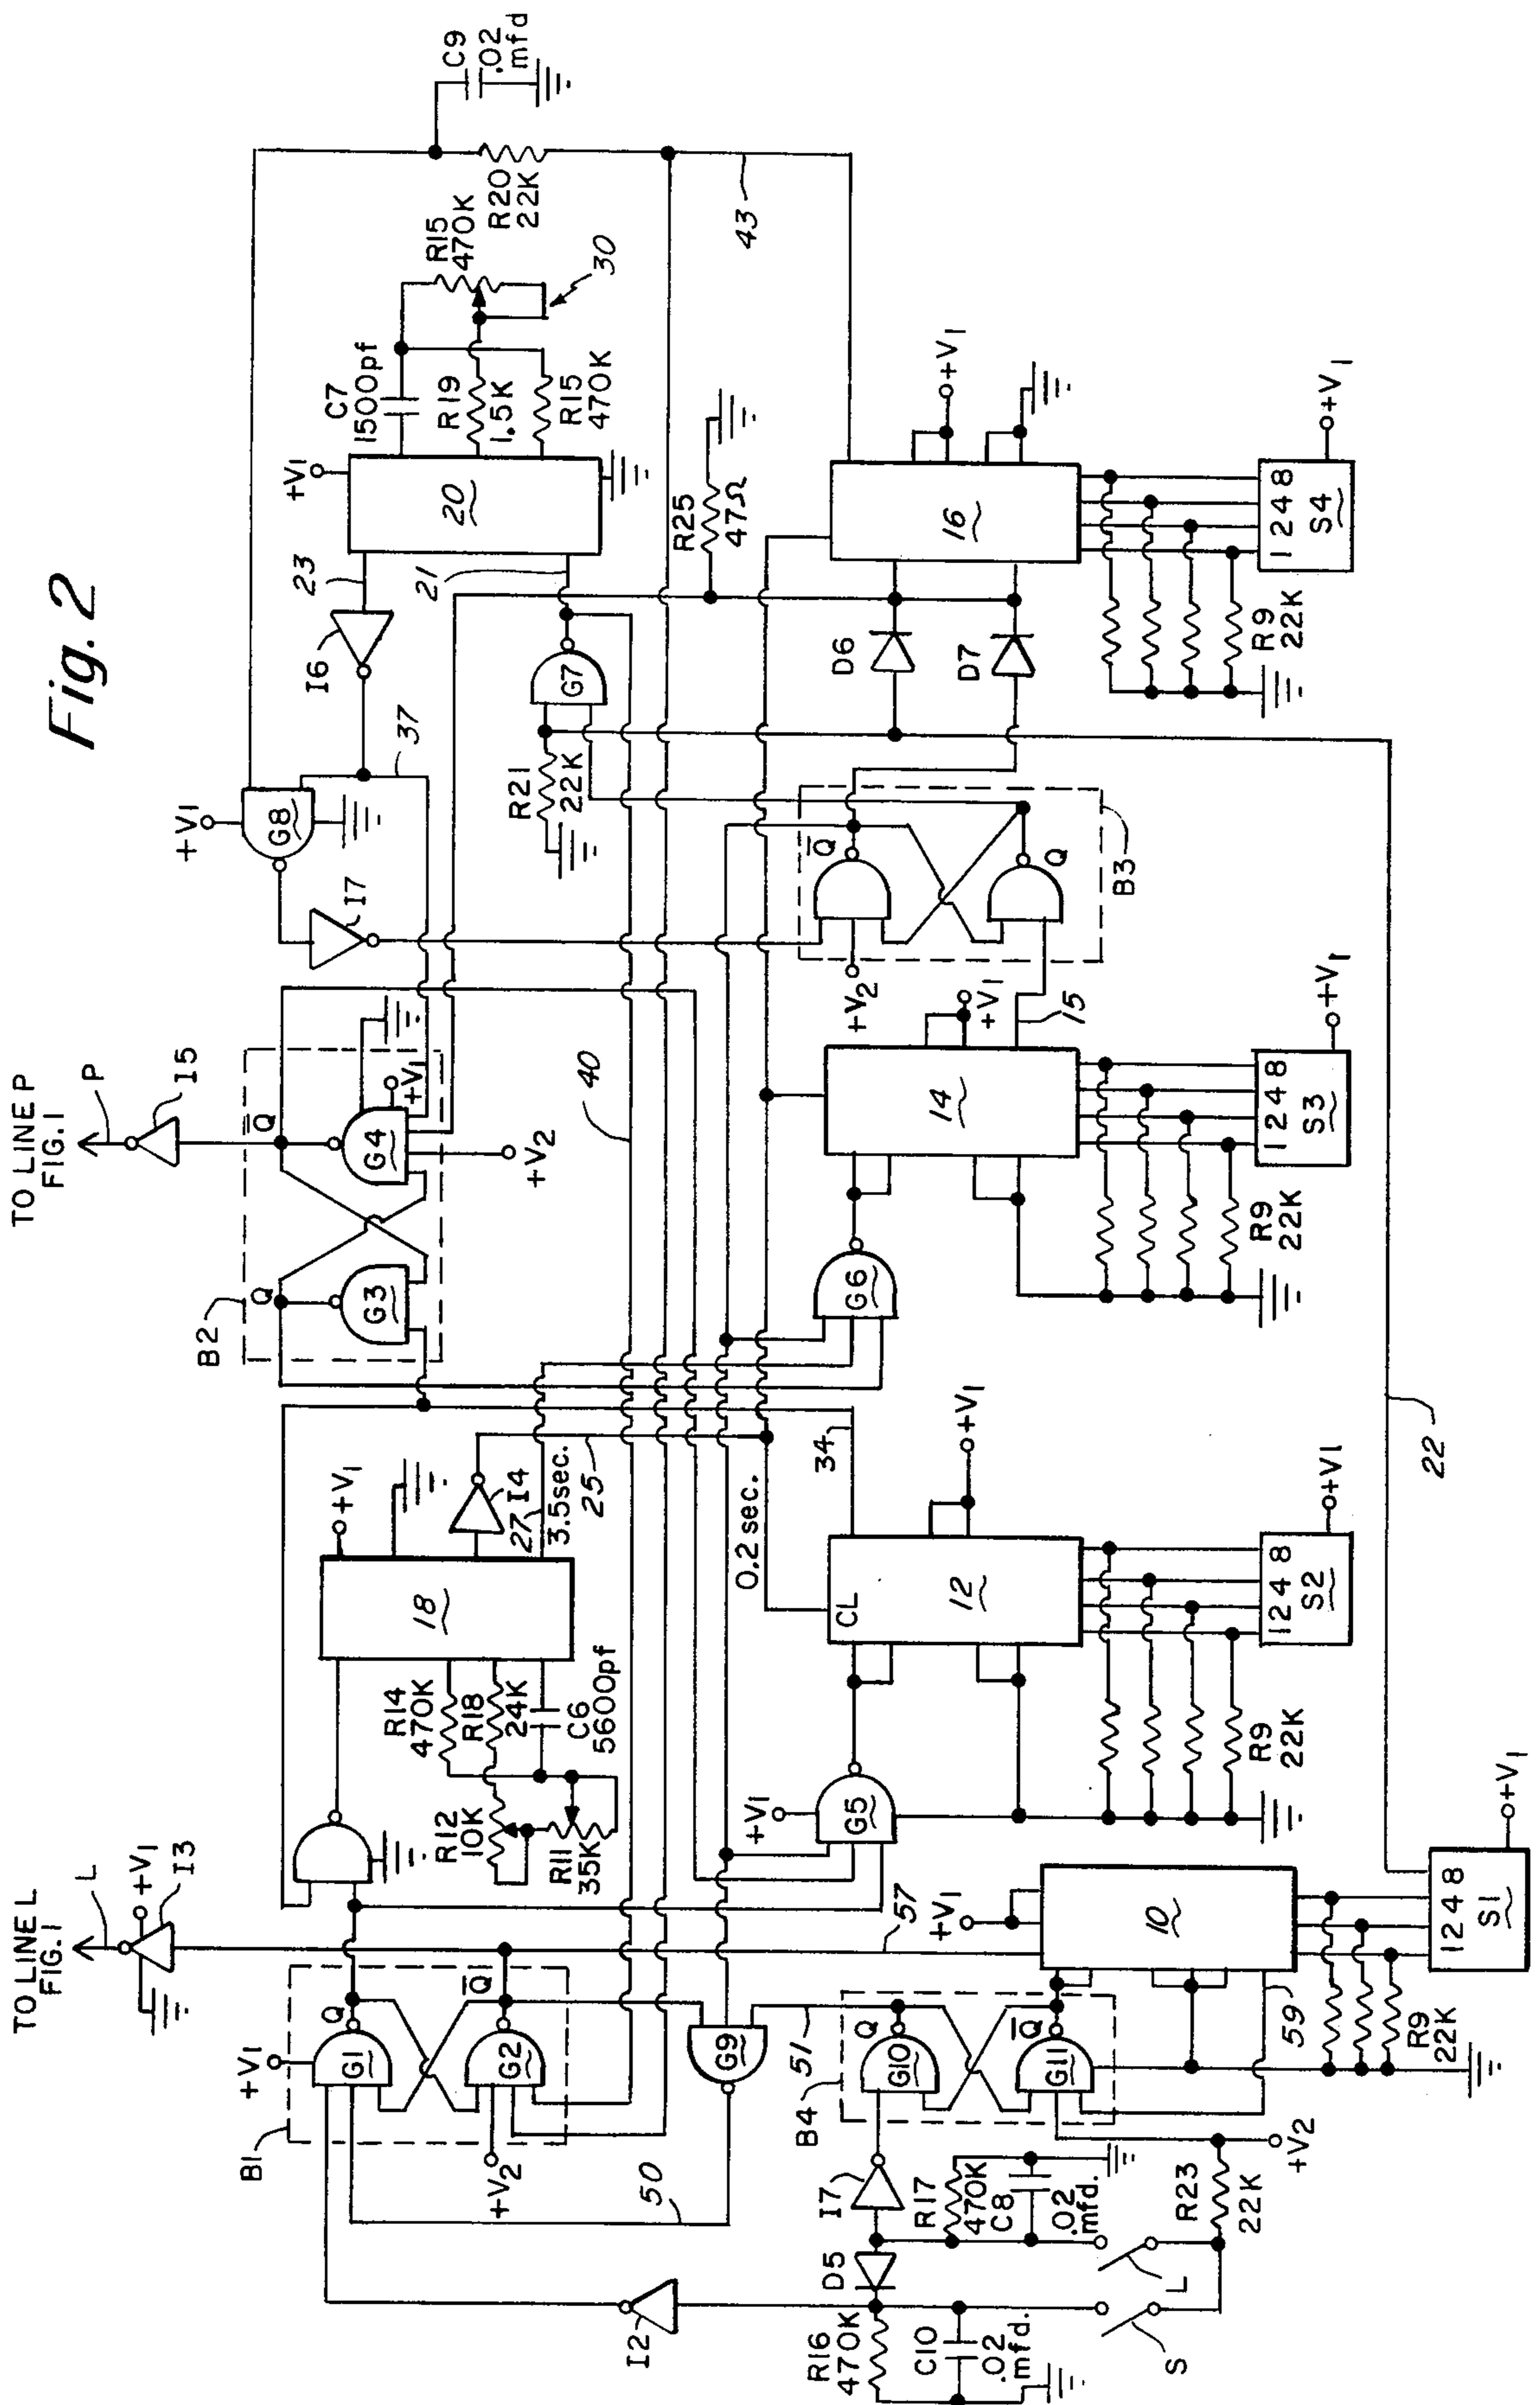 Fig. 2
TO LINE L
FIG. 1
L
+V1
I3
TO LINE P
FIG. 1
P
I5
B1
+V1
G1
Q
Q̅
G2
+V2
50
I2
G9
51
57
B4
G10
Q
Q̅
G11
59
I7
D5
R17
470K
C8
.02
mfd.
R16
470K
C10
.02
mfd.
S
L
R23
22K
+V2
+V1
10
R9
22K
1 2 4 8
S1
+V1
18
+V1
I4
27
3.5sec.
25
R14
470K
R18
24K
C6
5600pf
R12
10K
R11
35K
0.2 sec.
34
+V1
G5
CL
12
+V1
R9
22K
1 2 4 8
S2
+V1
22
B2
Q
G3
Q̅
G4
+V1
+V2
40
G6
14
+V1
15
R9
22K
1 2 4 8
S3
+V1
+V1
G8
I7
37
I6
23
21
R21
22K
G7
+V2
Q̅
Q
B3
D6
D7
R25
47Ω
+V1
20
C7
1500pf
R19
1.5K
R15
470K
R15
470K
30
R20
22K
C9
.02
mfd
43
16
+V1
R9
22K
1 2 4 8
S4
+V1